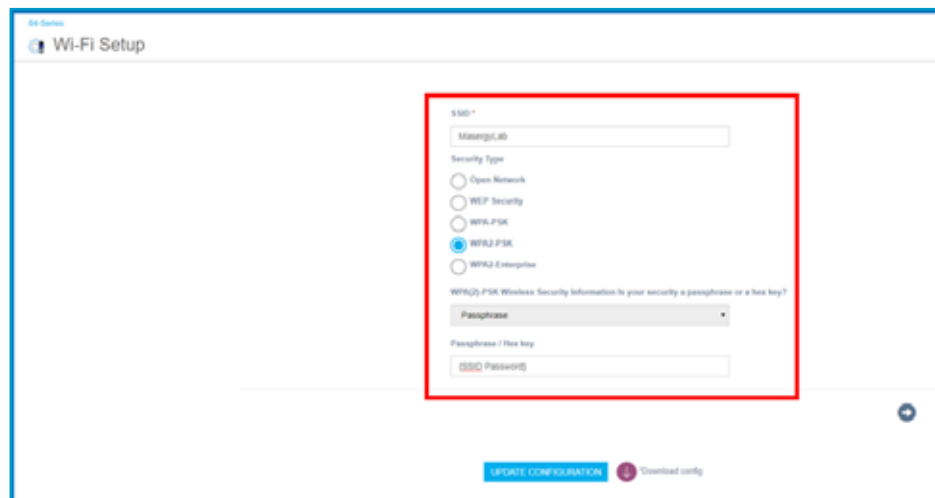 84-Series
Wi-Fi Setup
SSID *
MasergyLab
Security Type
Open Network
WEP Security
WPA-PSK
WPA2-PSK
WPA2-Enterprise
WPA(2)-PSK Wireless Security Information Is your security a passphrase or a hex key?
Passphrase
Passphrase / Hex key
{SSID Password}
UPDATE CONFIGURATION
*Download config